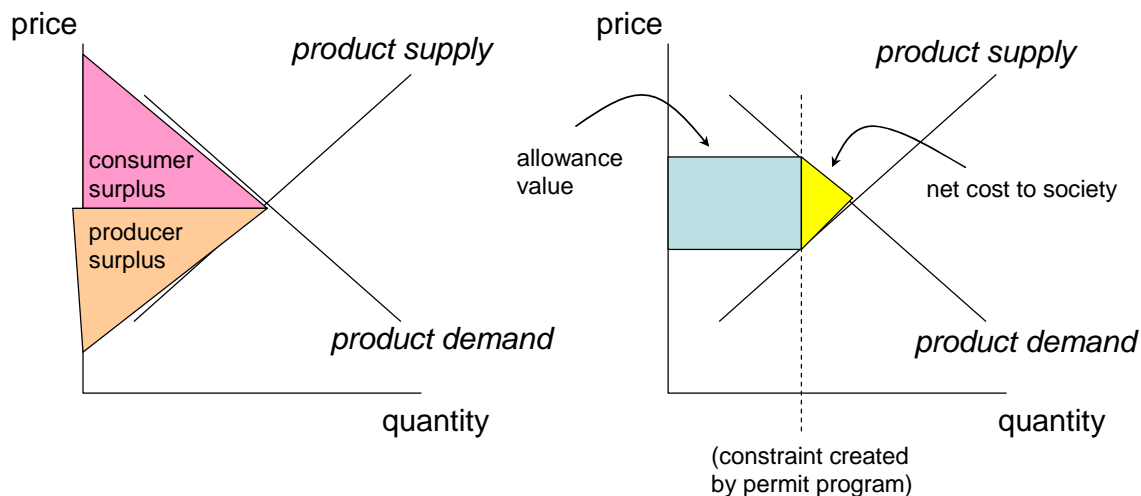 price
product supply
consumer
surplus
producer
surplus
product demand
quantity
price
product supply
allowance
value
net cost to society
product demand
quantity
(constraint created
by permit program)